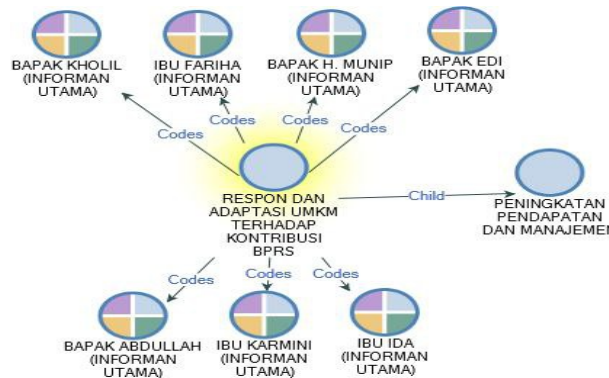 BAPAK KHOLIL
(INFORMAN
UTAMA)
IBU FARIHA
(INFORMAN
UTAMA)
BAPAK H. MUNIP
(INFORMAN
UTAMA)
BAPAK EDI
(INFORMAN
UTAMA)
Codes
Codes
Codes
Codes
RESPON DAN
ADAPTASI UMKM
TERHADAP
KONTRIBUSI
BPRS
Child
PENINGKATAN
PENDAPATAN
DAN MANAJEMEN
Codes
Codes
Codes
BAPAK ABDULLAH
(INFORMAN
UTAMA)
IBU KARMINI
(INFORMAN
UTAMA)
IBU IDA
(INFORMAN
UTAMA)